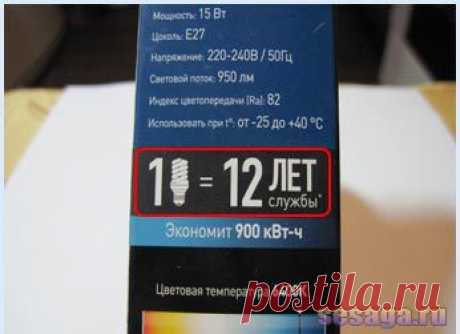 Мощность: 15 Вт
Цоколь: E27
Напряжение: 220-240В / 50Гц
Световой поток: 950 лм
Индекс цветопередачи (Ra): 82
Использовать при t°: от -25 до +40 °C
1 = 12 ЛЕТ службы*
Экономит 900 кВт-ч
Цветовая температура 6400К
postila.ru
sesaga.ru